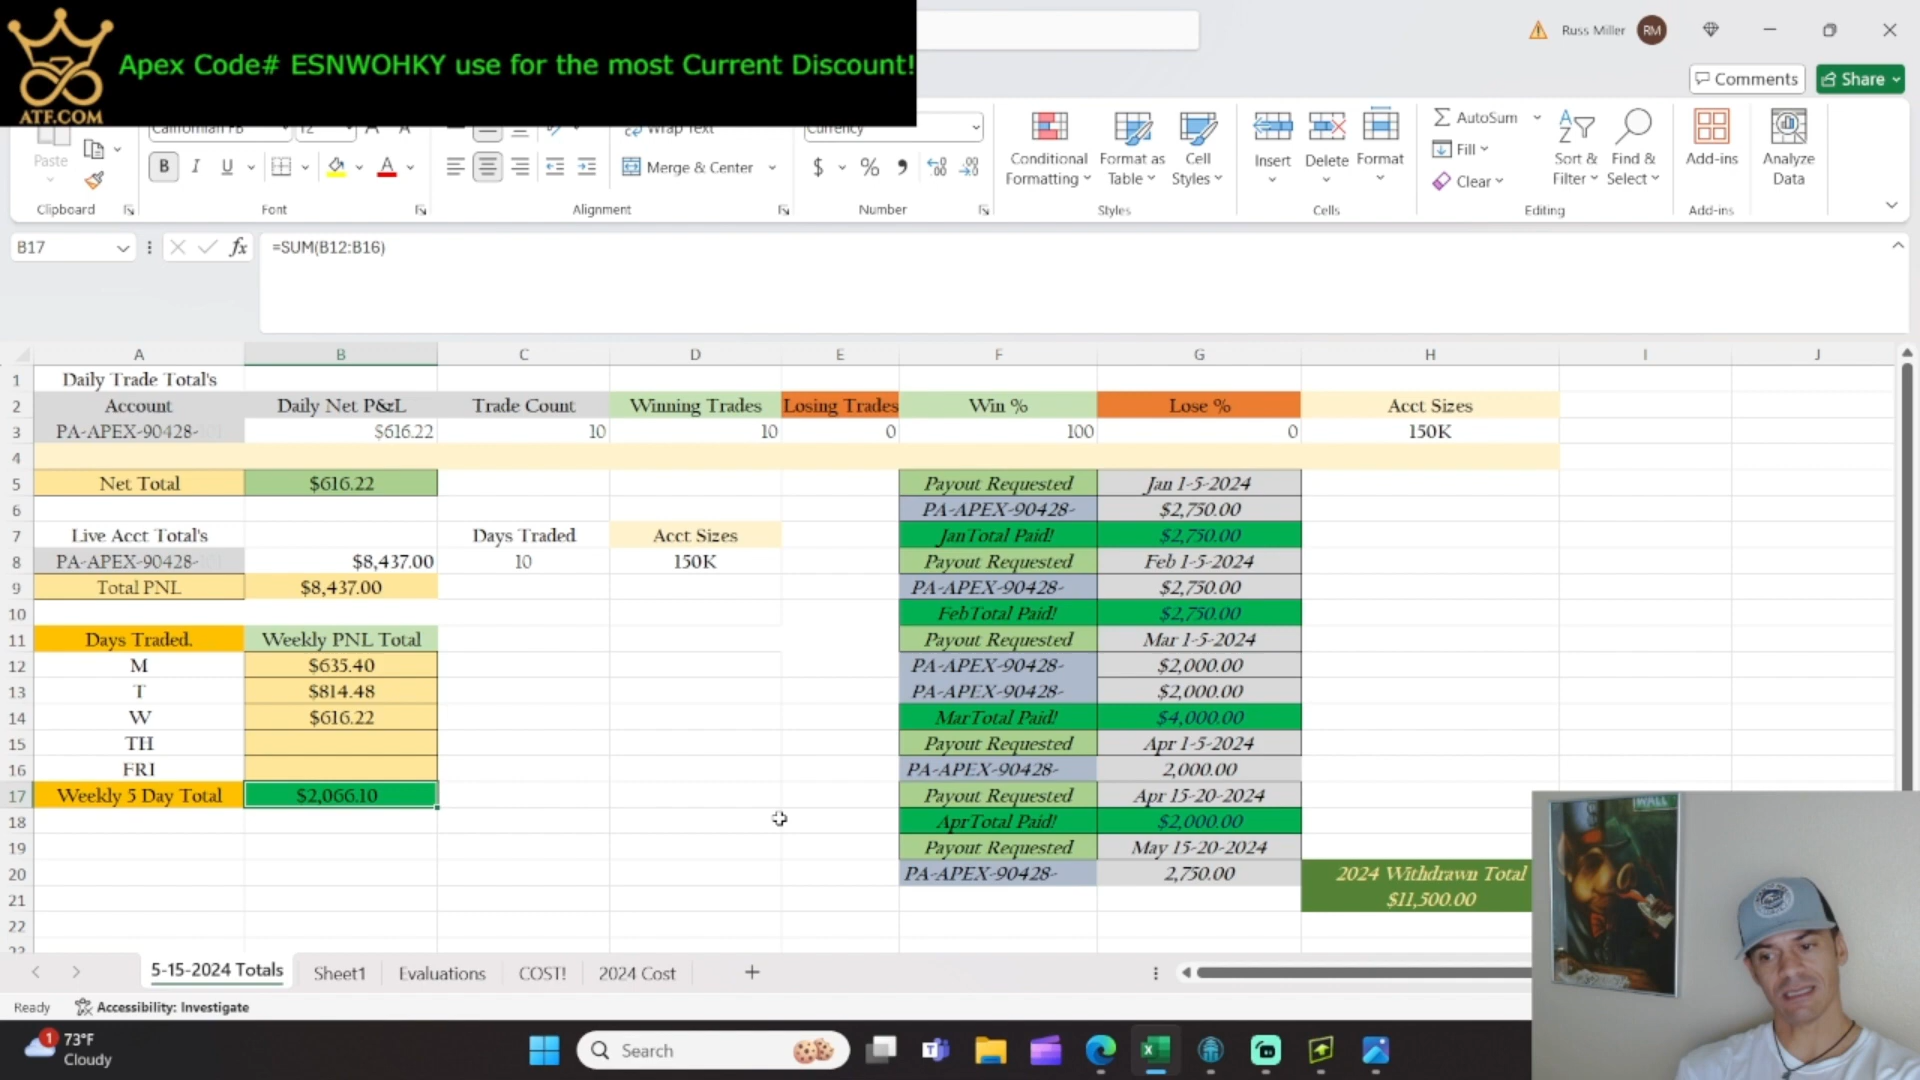 Apex Code# ESNWOHKY use for the most Current Discount!
ATF.COM
Russ Miller
RM
Comments
Share
Paste
Californian FB
12
B I U
Wrap Text
Merge & Center
Currency
$ % ,
Conditional Formatting
Format as Table
Cell Styles
Insert
Delete
Format
AutoSum
Fill
Clear
Sort & Filter
Find & Select
Add-ins
Analyze Data
Clipboard
Font
Alignment
Number
Styles
Cells
Editing
Add-ins
B17
fx
=SUM(B12:B16)
A B C D E F G H I J
1 Daily Trade Total's
2 Account Daily Net P&L Trade Count Winning Trades Losing Trades Win % Lose % Acct Sizes
3 PA-APEX-90428- $616.22 10 10 0 100 0 150K
4
5 Net Total $616.22 Payout Requested Jan 1-5-2024
6 PA-APEX-90428- $2,750.00
7 Live Acct Total's Days Traded Acct Sizes JanTotal Paid! $2,750.00
8 PA-APEX-90428- $8,437.00 10 150K Payout Requested Feb 1-5-2024
9 Total PNL $8,437.00 PA-APEX-90428- $2,750.00
10 FebTotal Paid! $2,750.00
11 Days Traded. Weekly PNL Total Payout Requested Mar 1-5-2024
12 M $635.40 PA-APEX-90428- $2,000.00
13 T $814.48 PA-APEX-90428- $2,000.00
14 W $616.22 MarTotal Paid! $4,000.00
15 TH Payout Requested Apr 1-5-2024
16 FRI PA-APEX-90428- 2,000.00
17 Weekly 5 Day Total $2,066.10 Payout Requested Apr 15-20-2024
18 AprTotal Paid! $2,000.00
19 Payout Requested May 15-20-2024
20 PA-APEX-90428- 2,750.00 2024 Withdrawn Total
21 $11,500.00
22
23
WALL
5-15-2024 Totals Sheet1 Evaluations COST! 2024 Cost
Ready Accessibility: Investigate
1
73°F
Cloudy
Search